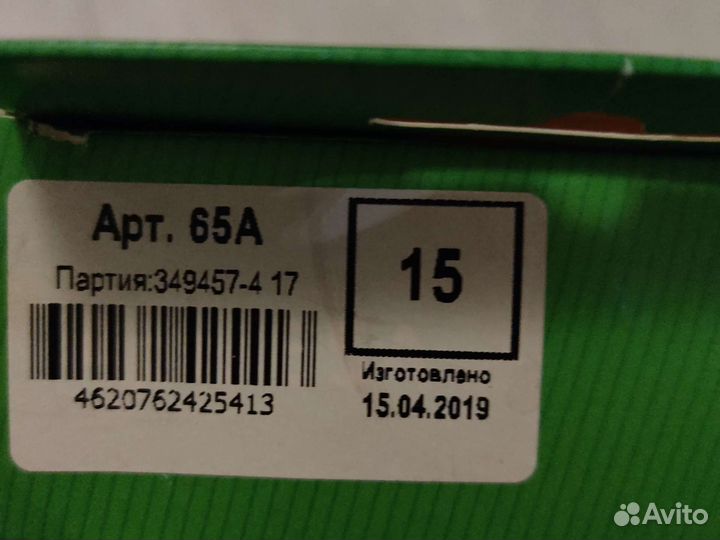 Арт. 65А
Партия:349457-4 17
4620762425413
15
Изготовлено
15.04.2019
Avito